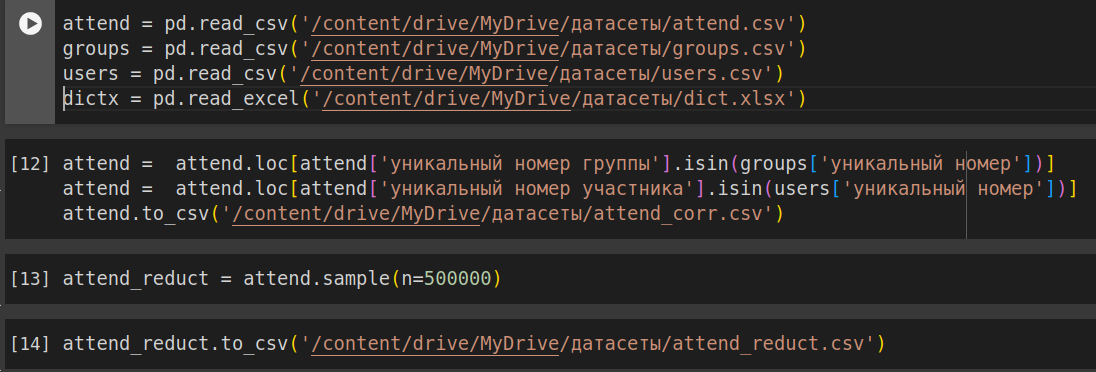 attend = pd.read_csv('/content/drive/MyDrive/датасеты/attend.csv')
groups = pd.read_csv('/content/drive/MyDrive/датасеты/groups.csv')
users = pd.read_csv('/content/drive/MyDrive/датасеты/users.csv')
dictx = pd.read_excel('/content/drive/MyDrive/датасеты/dict.xlsx')
[12] attend =  attend.loc[attend['уникальный номер группы'].isin(groups['уникальный номер'])]
attend =  attend.loc[attend['уникальный номер участника'].isin(users['уникальный номер'])]
attend.to_csv('/content/drive/MyDrive/датасеты/attend_corr.csv')
[13] attend_reduct = attend.sample(n=500000)
[14] attend_reduct.to_csv('/content/drive/MyDrive/датасеты/attend_reduct.csv')